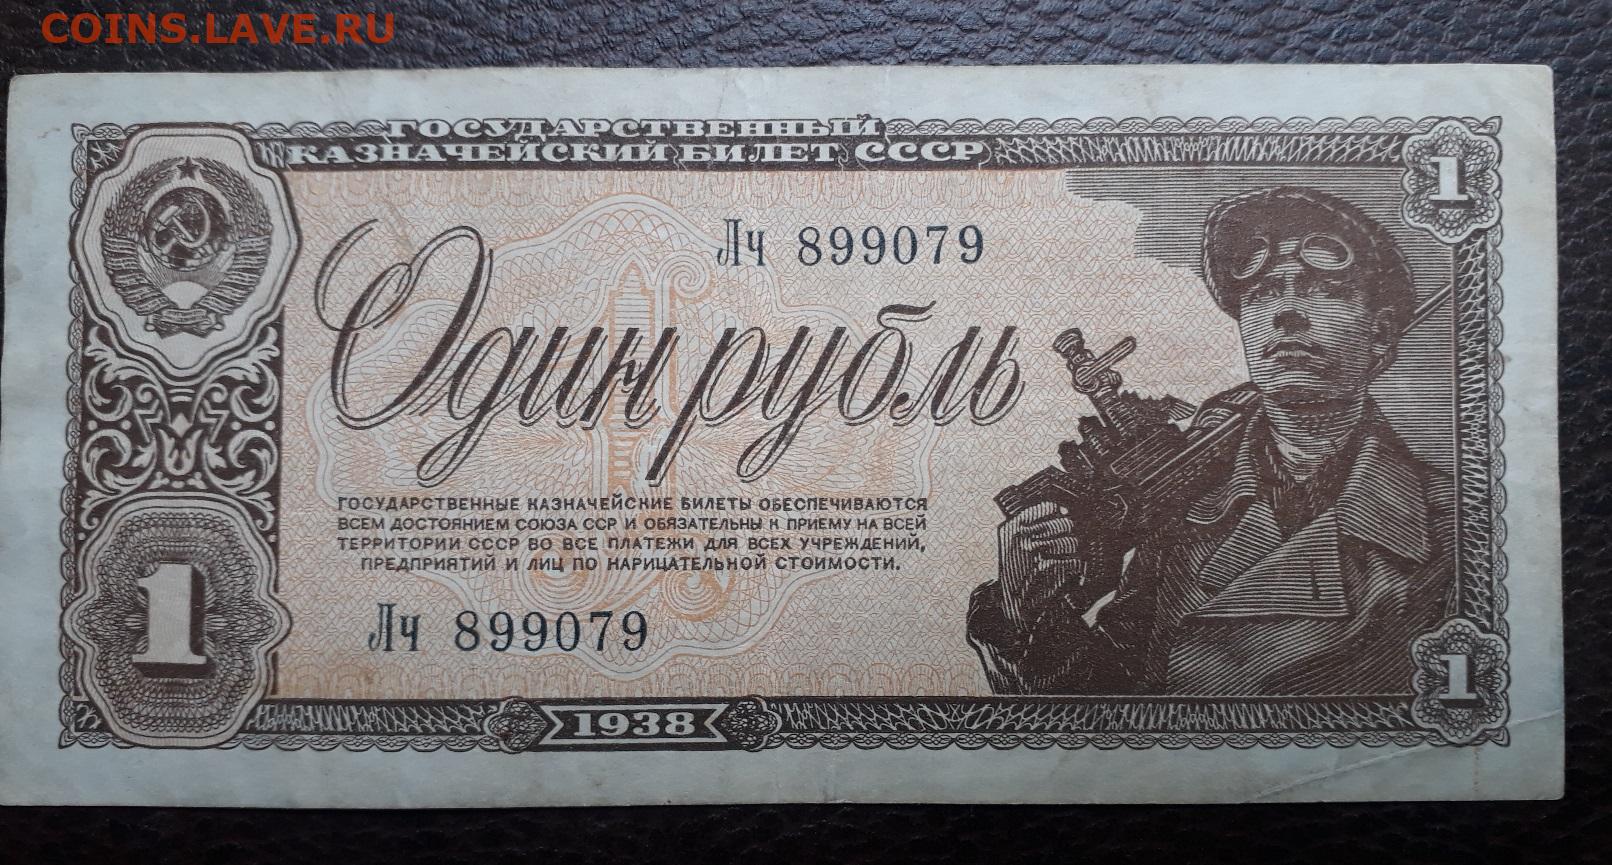 COINS.LAVE.RU
ГОСУДАРСТВЕННЫЙ
КАЗНАЧЕЙСКИЙ БИЛЕТ СССР
1
Лч 899079
Один рубль
ГОСУДАРСТВЕННЫЕ КАЗНАЧЕЙСКИЕ БИЛЕТЫ ОБЕСПЕЧИВАЮТСЯ
ВСЕМ ДОСТОЯНИЕМ СОЮЗА ССР И ОБЯЗАТЕЛЬНЫ К ПРИЕМУ НА ВСЕЙ
ТЕРРИТОРИИ СССР ВО ВСЕ ПЛАТЕЖИ ДЛЯ ВСЕХ УЧРЕЖДЕНИЙ,
ПРЕДПРИЯТИЙ И ЛИЦ ПО НАРИЦАТЕЛЬНОЙ СТОИМОСТИ.
1
Лч 899079
1
1938